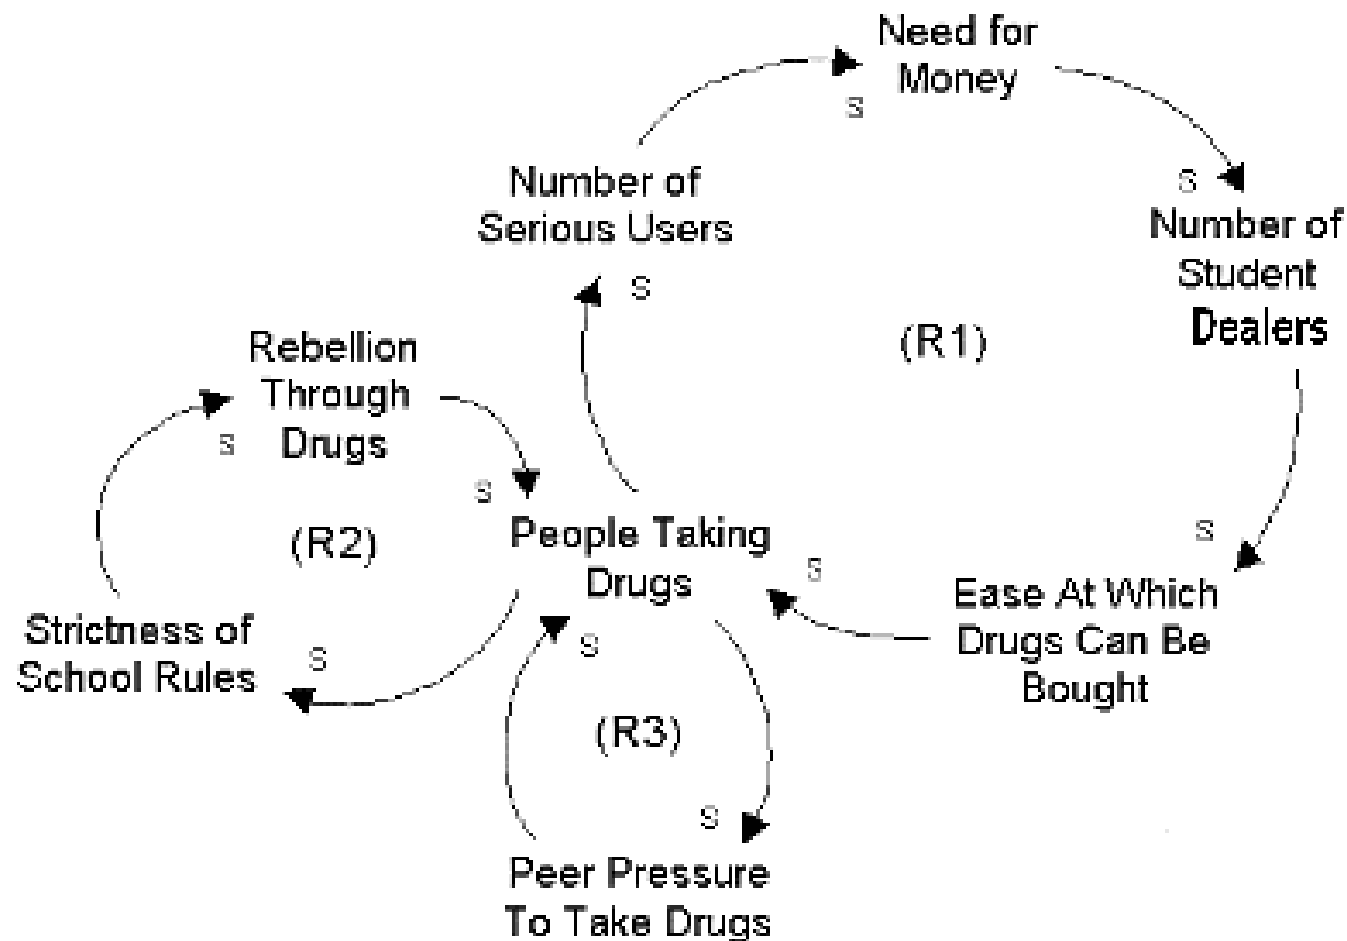 Need for
Money
S
S
Number of
Serious Users
Number of
Student
Dealers
S
(R1)
Rebellion
Through
Drugs
S
S
(R2)
People Taking
Drugs
S
S
Ease At Which
Drugs Can Be
Bought
Strictness of
School Rules
S
S
(R3)
S
Peer Pressure
To Take Drugs